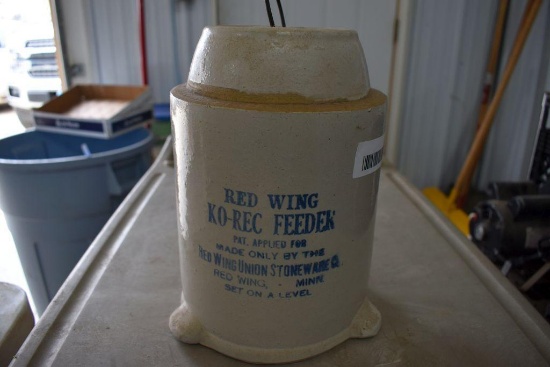 RED WING
KO-REC FEEDER
PAT. APPLIED FOR
MADE ONLY BY THE
RED WING UNION STONEWARE CO.
RED WING, MINN.
SET ON A LEVEL